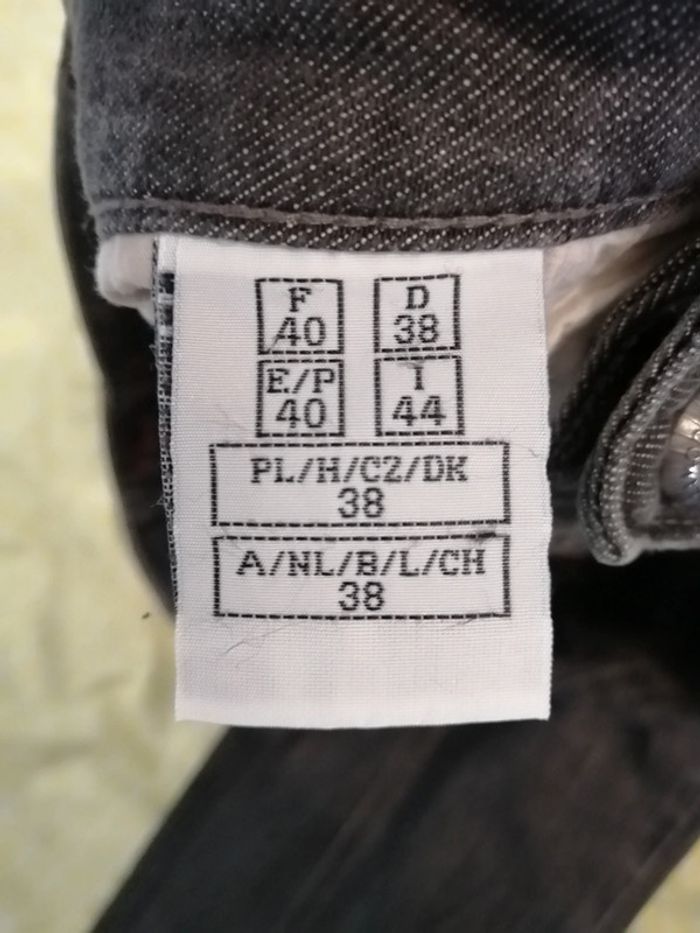 F D
40 38
E/P I
40 44
PL/H/CZ/DK
38
A/NL/B/L/CH
38